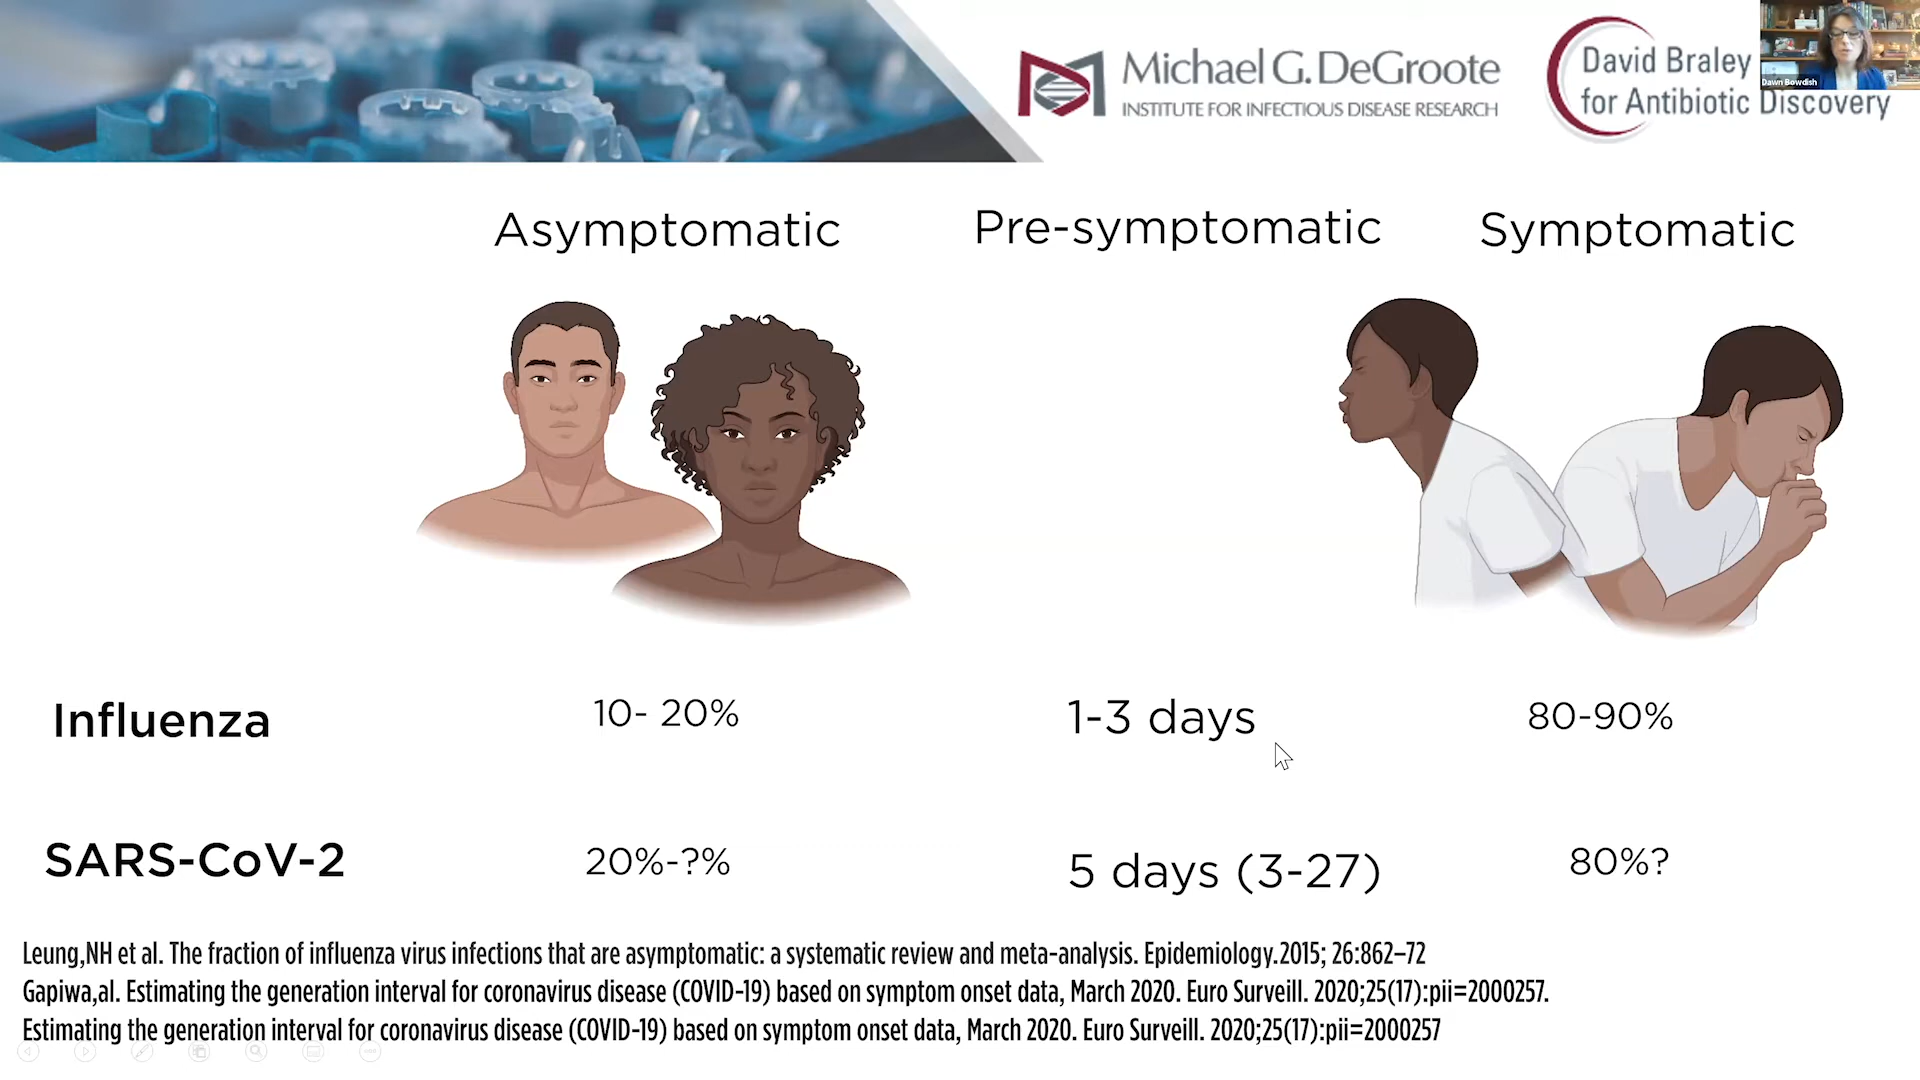 Michael G. DeGroote
INSTITUTE FOR INFECTIOUS DISEASE RESEARCH
David Braley
for Antibiotic Discovery
Dawn Bowdish
Asymptomatic
Pre-symptomatic
Symptomatic
Influenza
10- 20%
1-3 days
80-90%
SARS-CoV-2
20%-?%
5 days (3-27)
80%?
Leung,NH et al. The fraction of influenza virus infections that are asymptomatic: a systematic review and meta-analysis. Epidemiology.2015; 26:862–72
Gapiwa,al. Estimating the generation interval for coronavirus disease (COVID-19) based on symptom onset data, March 2020. Euro Surveill. 2020;25(17):pii=2000257.
Estimating the generation interval for coronavirus disease (COVID-19) based on symptom onset data, March 2020. Euro Surveill. 2020;25(17):pii=2000257